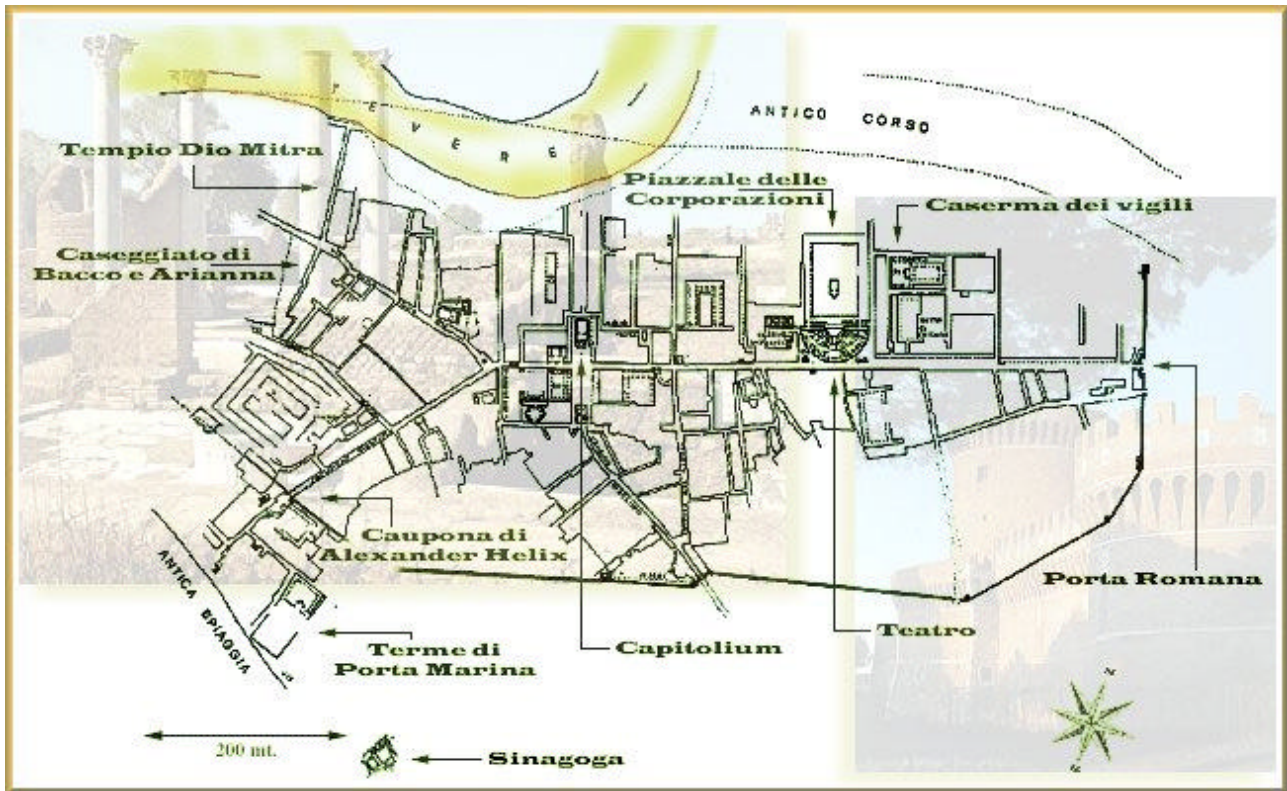 TEVERE
ANTICO CORSO
Tempio Dio Mitra
Piazzale delle
Corporazioni
Caserma dei vigili
Caseggiato di
Bacco e Arianna
Caupona di
Alexander Helix
Porta Romana
ANTICA SPIAGGIA
Teatro
Terme di
Porta Marina
Capitolium
200 mt.
Sinagoga
N